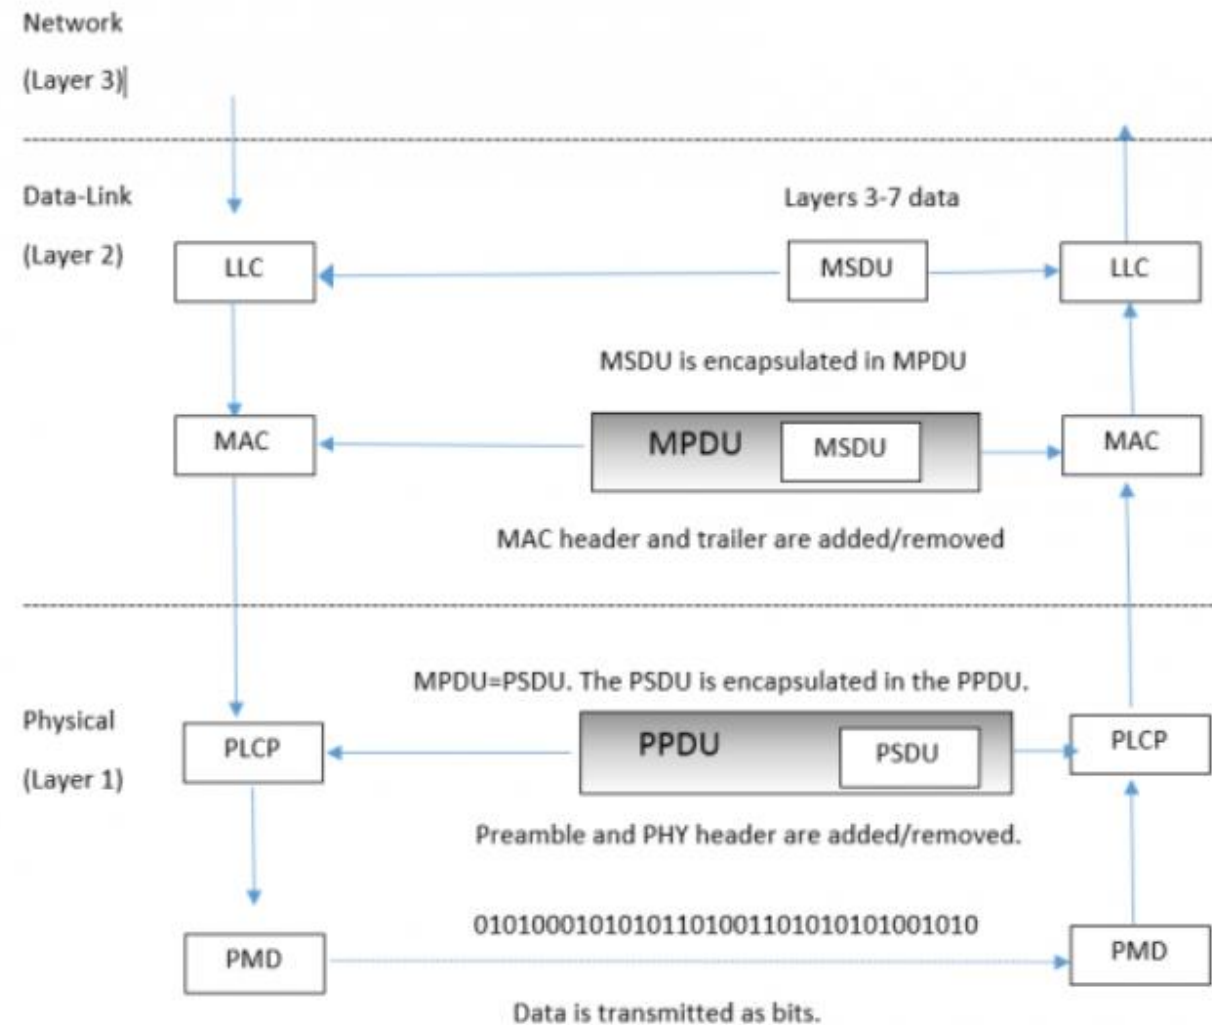 Network
(Layer 3)
Data-Link
Layers 3-7 data
(Layer 2)
LLC
MSDU
LLC
MSDU is encapsulated in MPDU
MAC
MPDU
MSDU
MAC
MAC header and trailer are added/removed
MPDU=PSDU. The PSDU is encapsulated in the PPDU.
Physical
(Layer 1)
PLCP
PPDU
PSDU
PLCP
Preamble and PHY header are added/removed.
0101000101010110100110101010100101​0
PMD
PMD
Data is transmitted as bits.